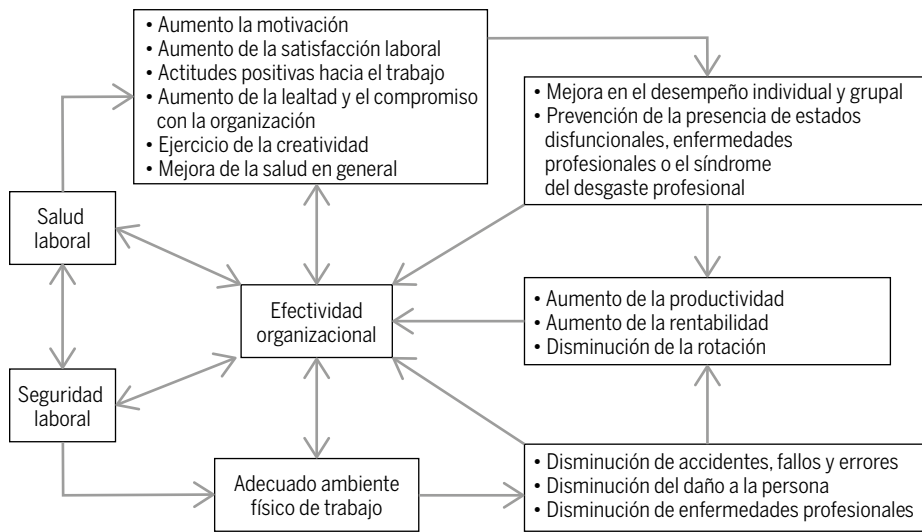 • Aumento la motivación
• Aumento de la satisfacción laboral
• Actitudes positivas hacia el trabajo
• Aumento de la lealtad y el compromiso
con la organización
• Ejercicio de la creatividad
• Mejora de la salud en general
• Mejora en el desempeño individual y grupal
• Prevención de la presencia de estados
disfuncionales, enfermedades
profesionales o el síndrome
del desgaste profesional
Salud
laboral
Efectividad
organizacional
• Aumento de la productividad
• Aumento de la rentabilidad
• Disminución de la rotación
Seguridad
laboral
Adecuado ambiente
físico de trabajo
• Disminución de accidentes, fallos y errores
• Disminución del daño a la persona
• Disminución de enfermedades profesionales